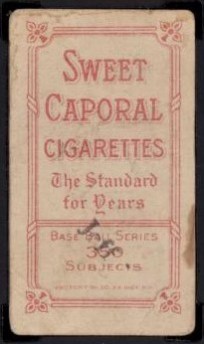 SWEET
CAPORAL
CIGARETTES
The Standard
for Years
BASE BALL SERIES
350
SUBJECTS